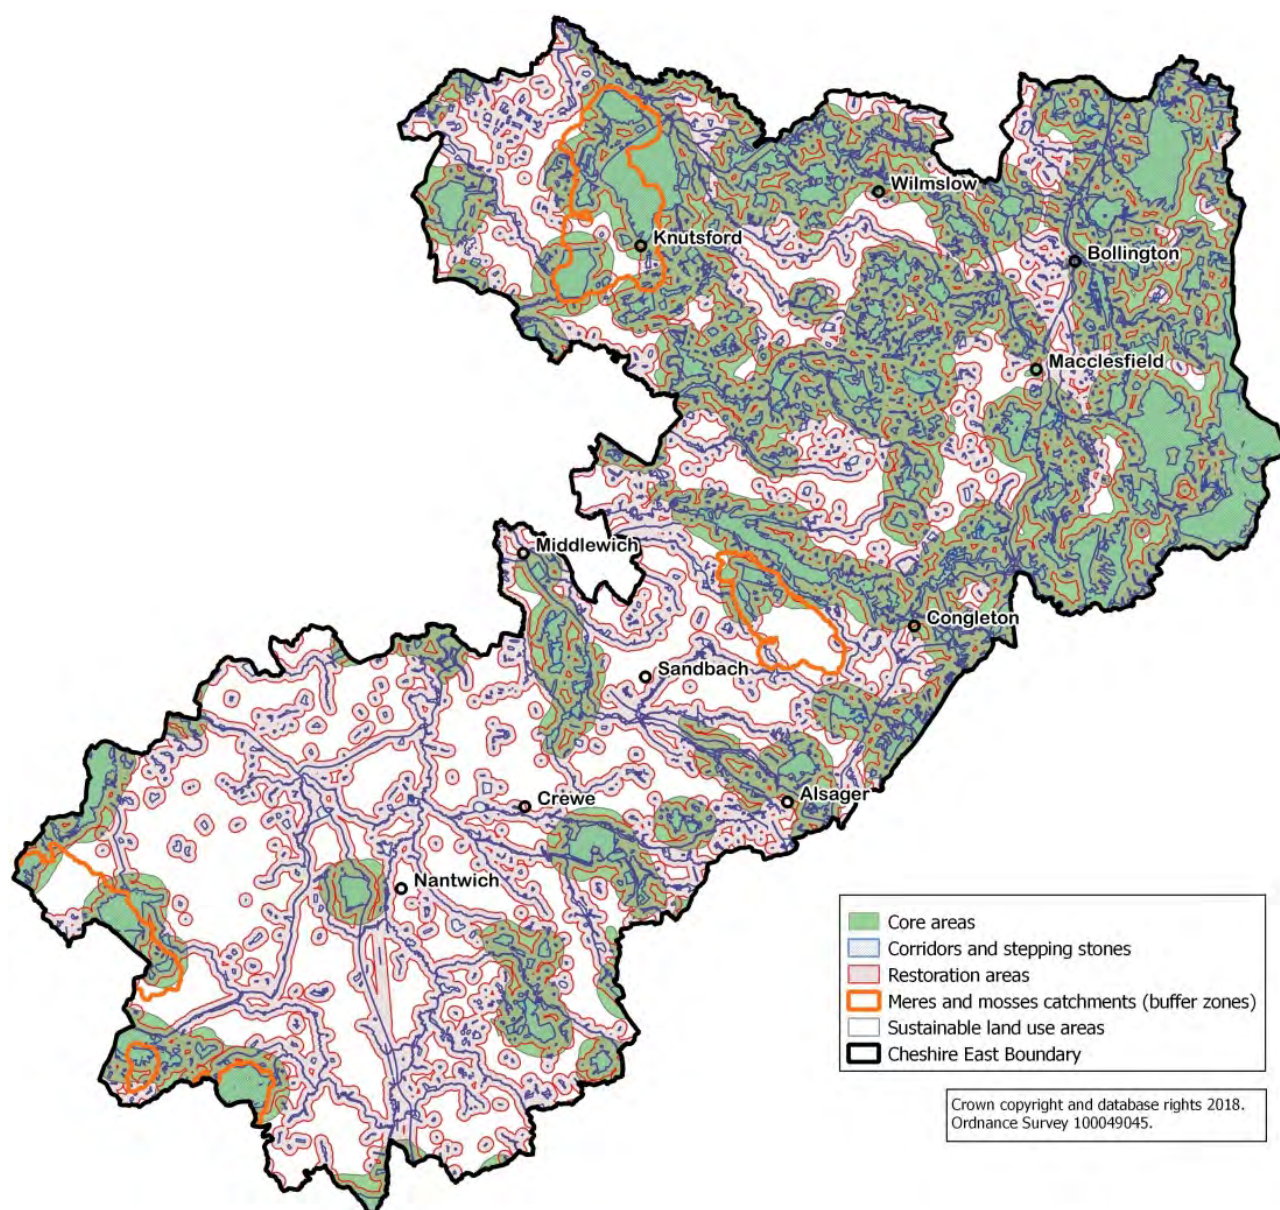 Wilmslow
Knutsford
Bollington
Macclesfield
Middlewich
Congleton
Sandbach
Crewe
Alsager
Nantwich
Core areas
Corridors and stepping stones
Restoration areas
Meres and mosses catchments (buffer zones)
Sustainable land use areas
Cheshire East Boundary
Crown copyright and database rights 2018.
Ordnance Survey 100049045.